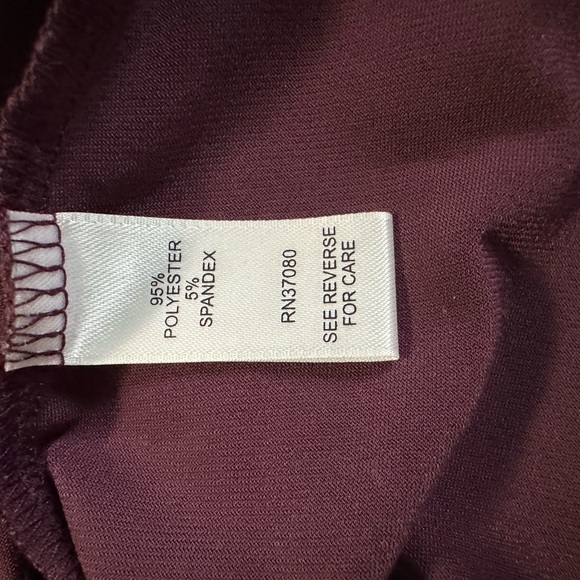 95%
POLYESTER
5%
SPANDEX
RN37080
SEE REVERSE
FOR CARE